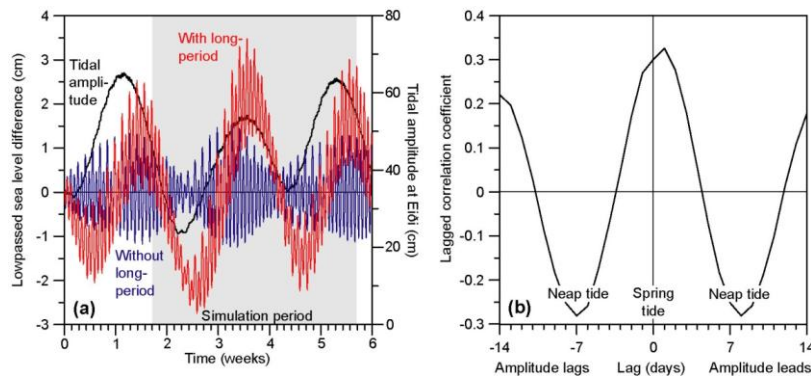 Lowpassed sea level difference (cm)
4
3
2
1
0
-1
-2
-3
Tidal
ampli-
tude
With long-
period
Without
long-
period
(a)
Simulation period
0 1 2 3 4 5 6
Time (weeks)
80
60
40
20
0
Tidal amplitude at Eiði (cm)
Lagged correlation coefficient
0.4
0.3
0.2
0.1
0
-0.1
-0.2
-0.3
(b)
Neap tide
Spring
tide
Neap tide
-14 -7 0 7 14
Amplitude lags Lag (days) Amplitude leads